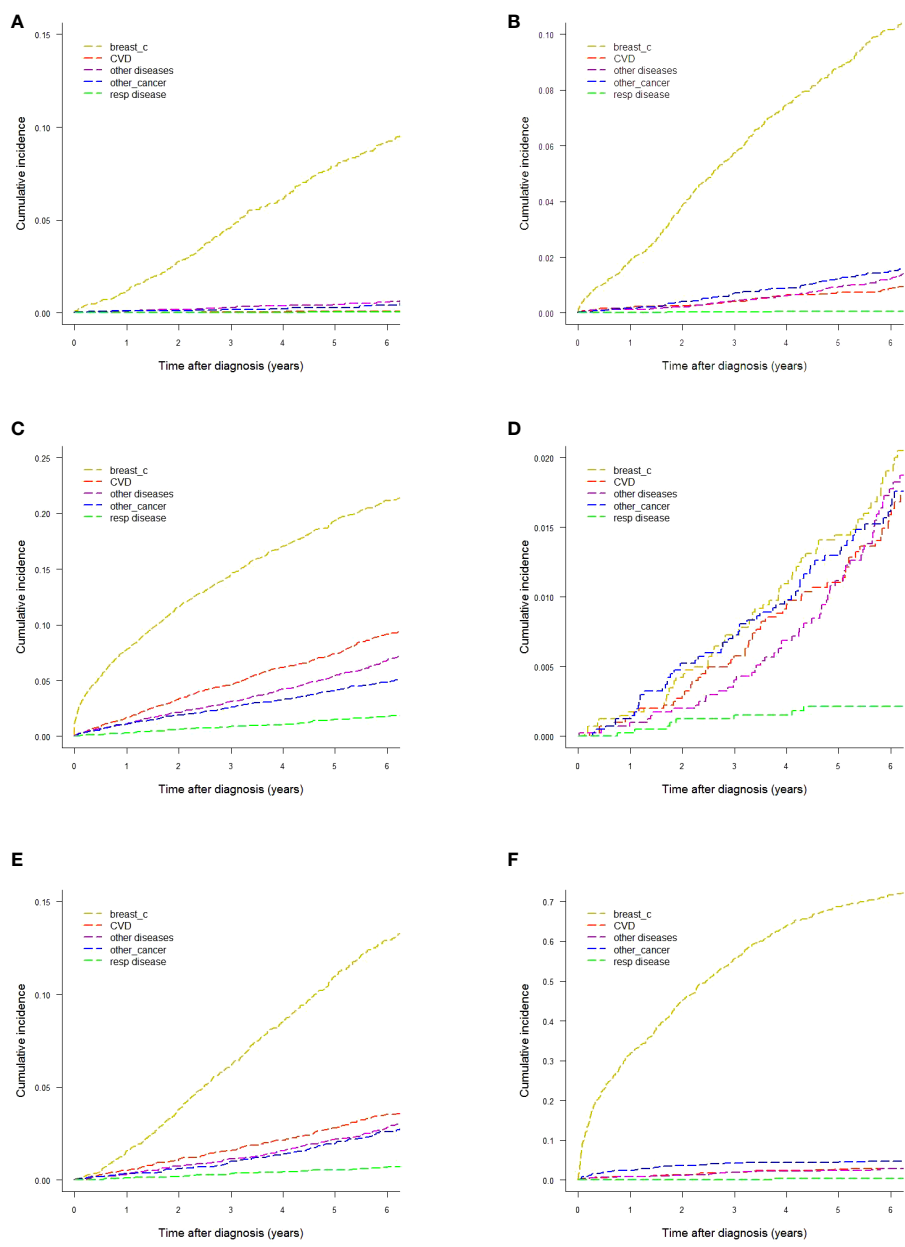 A
Cumulative incidence
0.15
0.10
0.05
0.00
breast_c
CVD
other diseases
other_cancer
resp disease
0 1 2 3 4 5 6
Time after diagnosis (years)
B
Cumulative incidence
0.10
0.08
0.06
0.04
0.02
0.00
breast_c
CVD
other diseases
other_cancer
resp disease
0 1 2 3 4 5 6
Time after diagnosis (years)
C
Cumulative incidence
0.25
0.20
0.15
0.10
0.05
0.00
breast_c
CVD
other diseases
other_cancer
resp disease
0 1 2 3 4 5 6
Time after diagnosis (years)
D
Cumulative incidence
0.020
0.015
0.010
0.005
0.000
breast_c
CVD
other diseases
other_cancer
resp disease
0 1 2 3 4 5 6
Time after diagnosis (years)
E
Cumulative incidence
0.15
0.10
0.05
0.00
breast_c
CVD
other diseases
other_cancer
resp disease
0 1 2 3 4 5 6
Time after diagnosis (years)
F
Cumulative incidence
0.7
0.6
0.5
0.4
0.3
0.2
0.1
0.0
breast_c
CVD
other diseases
other_cancer
resp disease
0 1 2 3 4 5 6
Time after diagnosis (years)